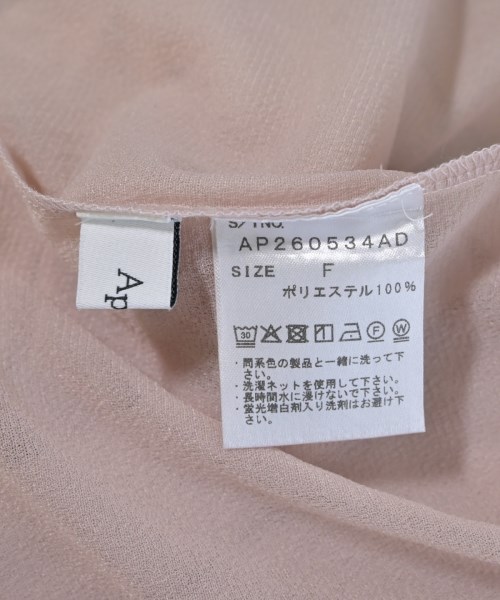 Ap
S/TNO.
AP260534AD
SIZE F
ポリエステル100%
30 F W
・同系色の製品と一緒に洗って下
さい。
・洗濯ネットを使用して下さい。
・長時間水に浸けないで下さい。
・蛍光増白剤入り洗剤はお避け下
さい。